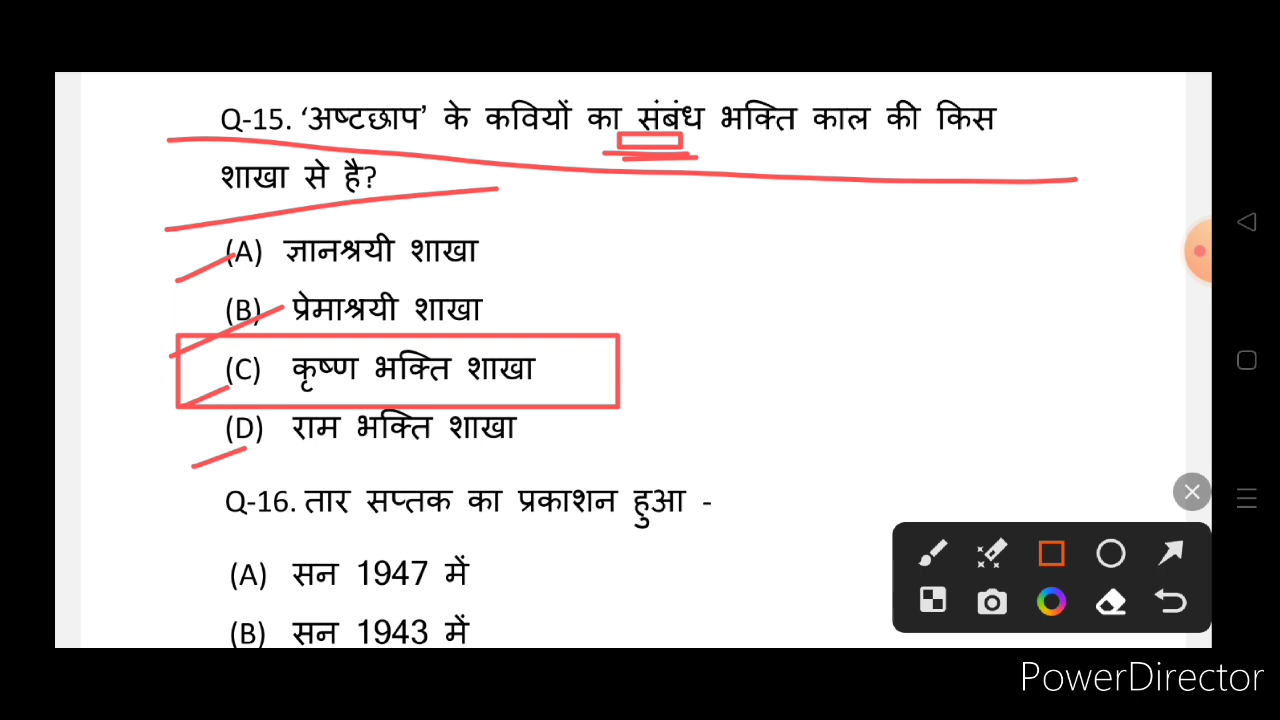 Q-15. ‘अष्टछाप’ के कवियों का संबंध भक्ति काल की किस
शाखा से है?
(A) ज्ञानश्रयी शाखा
(B) प्रेमाश्रयी शाखा
(C) कृष्ण भक्ति शाखा
(D) राम भक्ति शाखा
Q-16. तार सप्तक का प्रकाशन हुआ -
(A) सन 1947 में
(B) सन 1943 में
PowerDirector